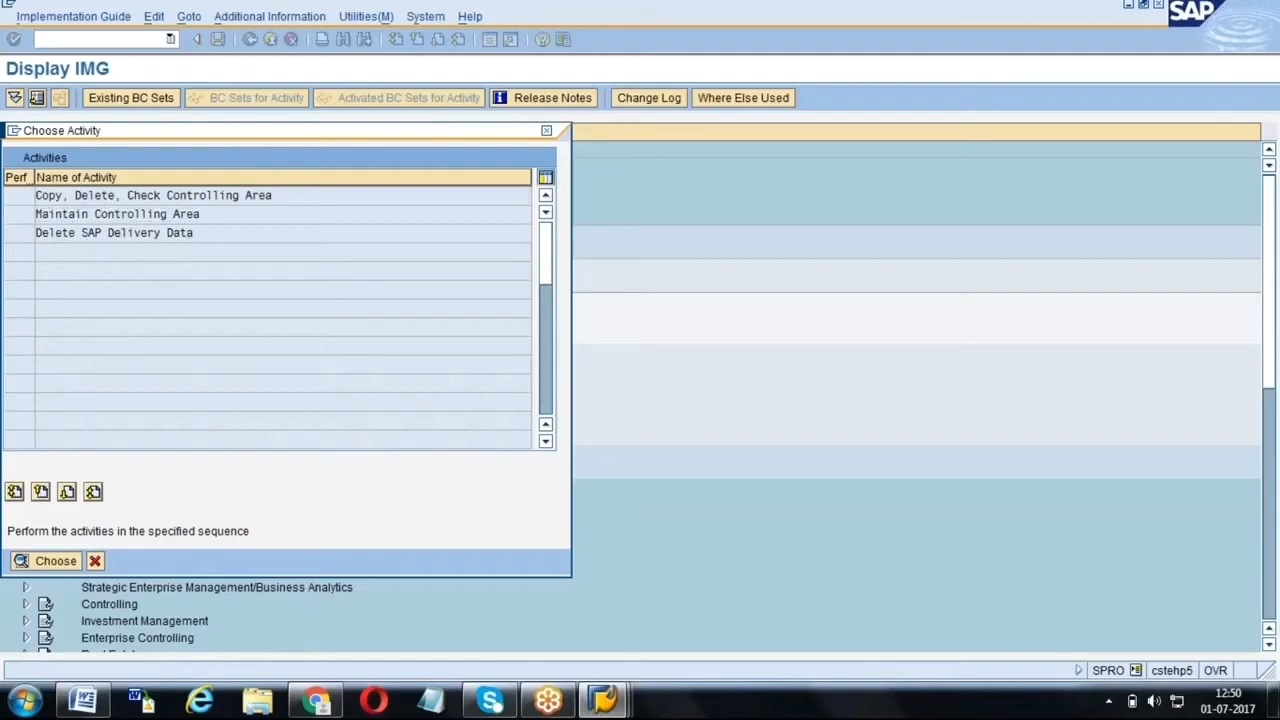 Implementation Guide Edit Goto Additional Information Utilities(M) System Help
SAP
Display IMG
Existing BC Sets BC Sets for Activity Activated BC Sets for Activity Release Notes Change Log Where Else Used
Choose Activity
Activities
Perf Name of Activity
Copy, Delete, Check Controlling Area
Maintain Controlling Area
Delete SAP Delivery Data
Perform the activities in the specified sequence
Choose
Strategic Enterprise Management/Business Analytics
Controlling
Investment Management
Enterprise Controlling
SPRO cstehp5 OVR
12:50
01-07-2017